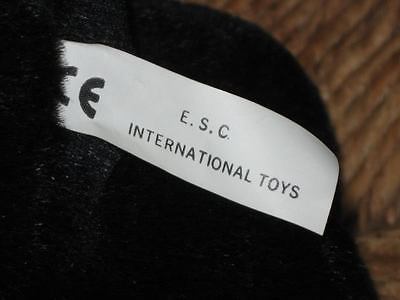 CE
E. S. C.
INTERNATIONAL TOYS